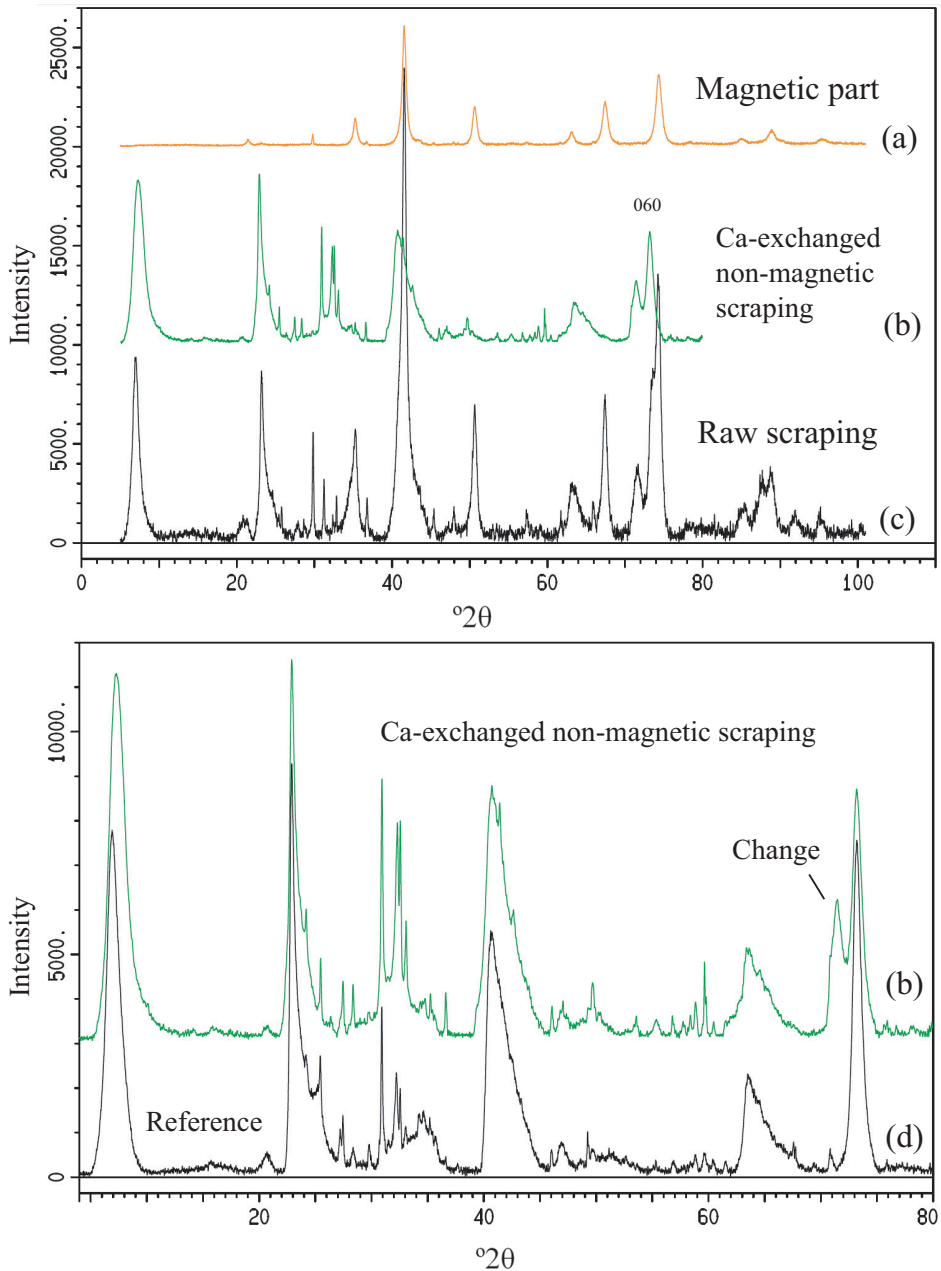 25000.
20000.
15000.
10000.
5000.
0
Intensity
Magnetic part
(a)
060
Ca-exchanged
non-magnetic
scraping
(b)
Raw scraping
(c)
0 20 40 60 80 100
º2θ
10000.
5000.
0
Intensity
Ca-exchanged non-magnetic scraping
Change
(b)
Reference
(d)
20 40 60 80
º2θ